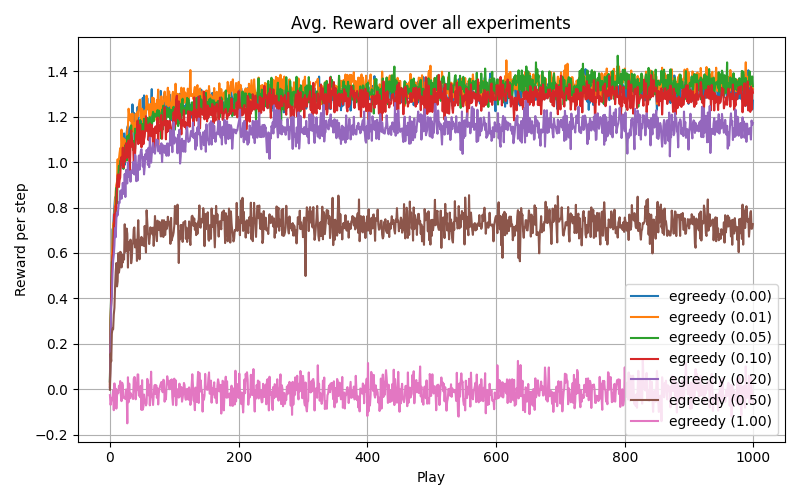 Avg. Reward over all experiments
Reward per step
1.4
1.2
1.0
0.8
0.6
0.4
0.2
0.0
−0.2
0
200
400
600
800
1000
Play
egreedy (0.00)
egreedy (0.01)
egreedy (0.05)
egreedy (0.10)
egreedy (0.20)
egreedy (0.50)
egreedy (1.00)